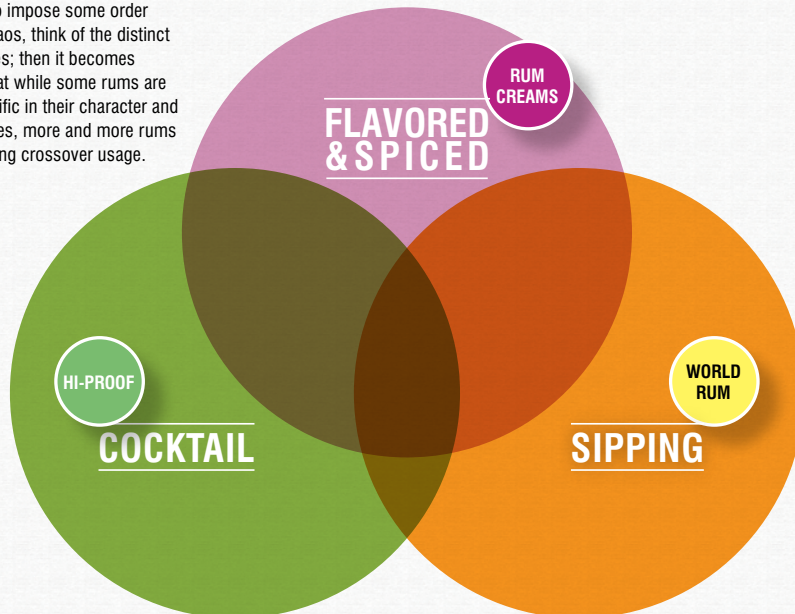 o impose some order
aos, think of the distinct
es; then it becomes
at while some rums are
ific in their character and
es, more and more rums
ng crossover usage.
RUM
CREAMS
FLAVORED
& SPICED
HI-PROOF
WORLD
RUM
COCKTAIL
SIPPING